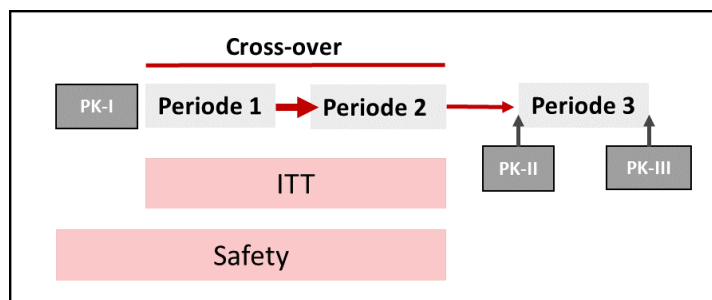 Cross-over
PK-I
Periode 1
Periode 2
Periode 3
PK-II
PK-III
ITT
Safety